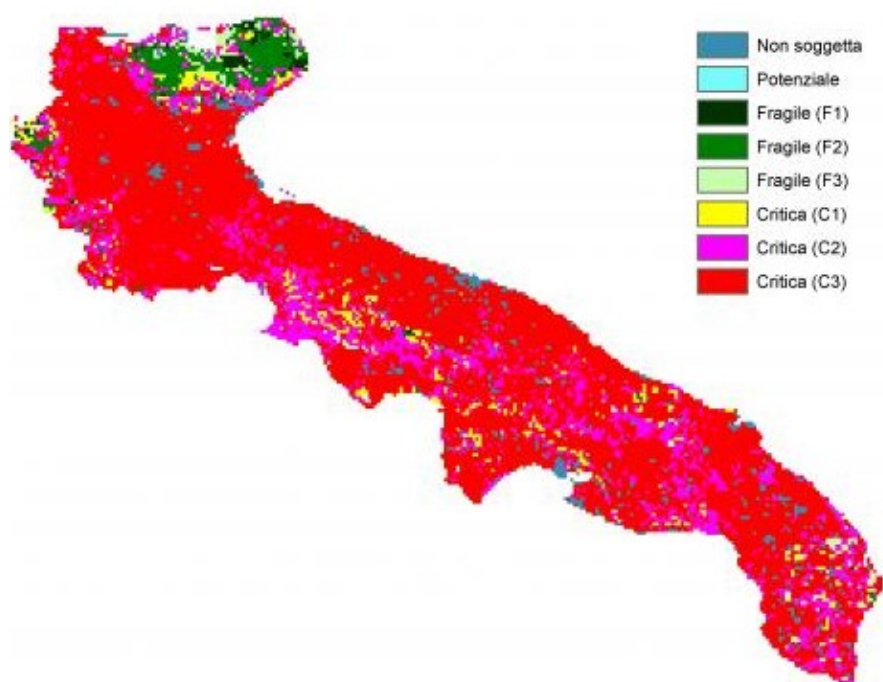 Non soggetta
Potenziale
Fragile (F1)
Fragile (F2)
Fragile (F3)
Critica (C1)
Critica (C2)
Critica (C3)